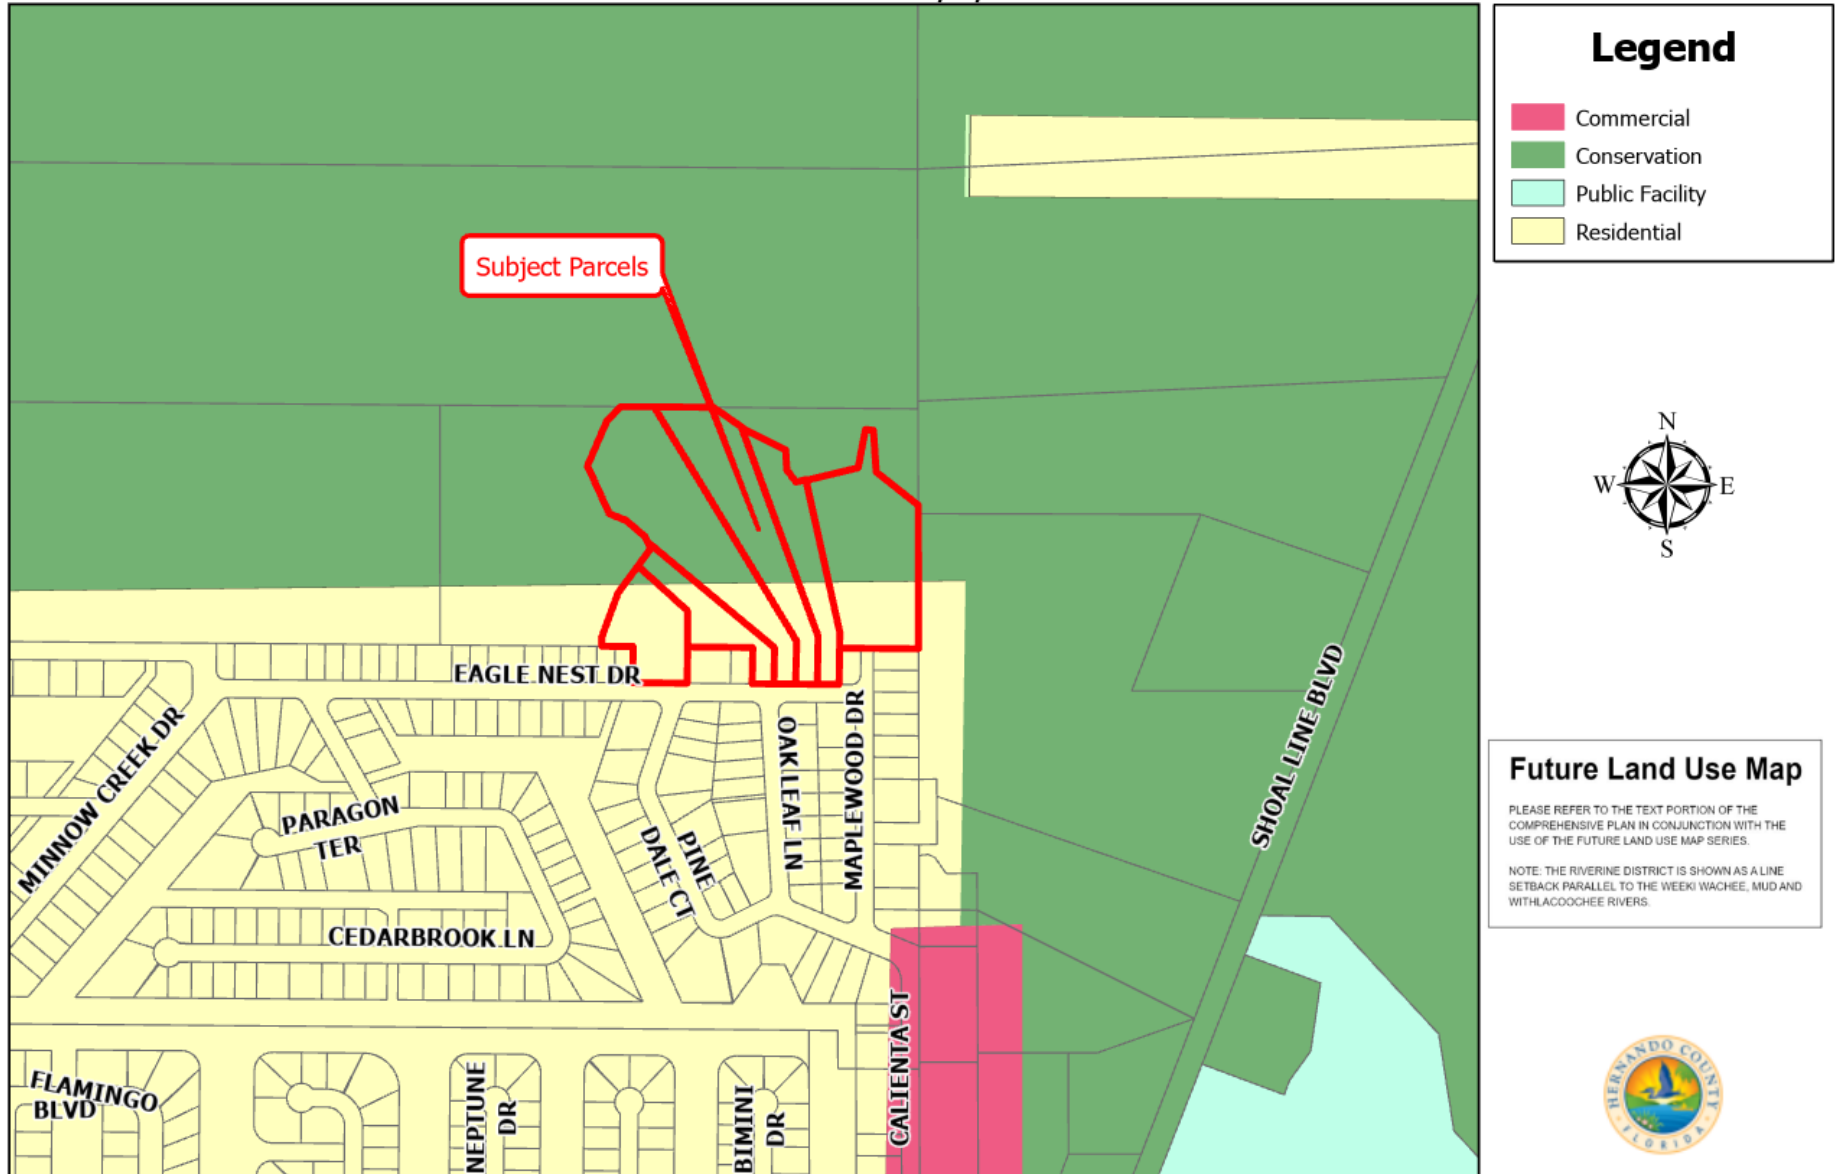 Legend
Commercial
Conservation
Public Facility
Residential
Subject Parcels
N
W
E
S
EAGLE NEST DR
MINNOW CREEK DR
PARAGON
TER
CEDARBROOK LN
DALE CT
PINE
OAK LEAF LN
MAPLEWOOD DR
SHOAL LINE BLVD
CALIENTA ST
FLAMINGO
BLVD
NEPTUNE
DR
BIMINI
DR
Future Land Use Map
PLEASE REFER TO THE TEXT PORTION OF THE
COMPREHENSIVE PLAN IN CONJUNCTION WITH THE
USE OF THE FUTURE LAND USE MAP SERIES.
NOTE: THE RIVERINE DISTRICT IS SHOWN AS A LINE
SETBACK PARALLEL TO THE WEEKI WACHEE, MUD AND
WITHLACOOCHEE RIVERS.
HERNANDO COUNTY
FLORIDA